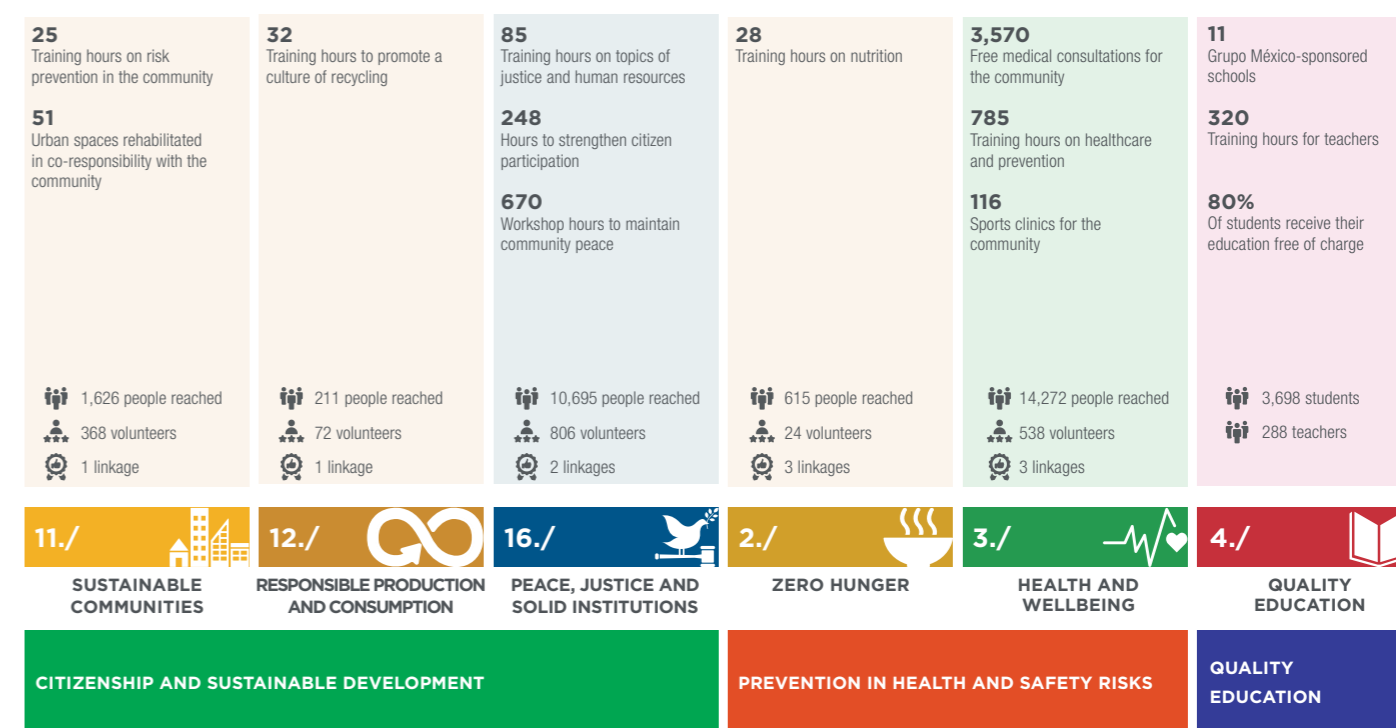 25
Training hours on risk
prevention in the community
51
Urban spaces rehabilitated
in co-responsibility with the
community
1,626 people reached
368 volunteers
1 linkage
11./
SUSTAINABLE
COMMUNITIES
32
Training hours to promote a
culture of recycling
211 people reached
72 volunteers
1 linkage
12./
RESPONSIBLE PRODUCTION
AND CONSUMPTION
85
Training hours on topics of
justice and human resources
248
Hours to strengthen citizen
participation
670
Workshop hours to maintain
community peace
10,695 people reached
806 volunteers
2 linkages
16./
PEACE, JUSTICE AND
SOLID INSTITUTIONS
CITIZENSHIP AND SUSTAINABLE DEVELOPMENT
28
Training hours on nutrition
615 people reached
24 volunteers
3 linkages
2./
ZERO HUNGER
3,570
Free medical consultations for
the community
785
Training hours on healthcare
and prevention
116
Sports clinics for the
community
14,272 people reached
538 volunteers
3 linkages
3./
HEALTH AND
WELLBEING
PREVENTION IN HEALTH AND SAFETY RISKS
11
Grupo México-sponsored
schools
320
Training hours for teachers
80%
Of students receive their
education free of charge
3,698 students
288 teachers
4./
QUALITY
EDUCATION
QUALITY
EDUCATION